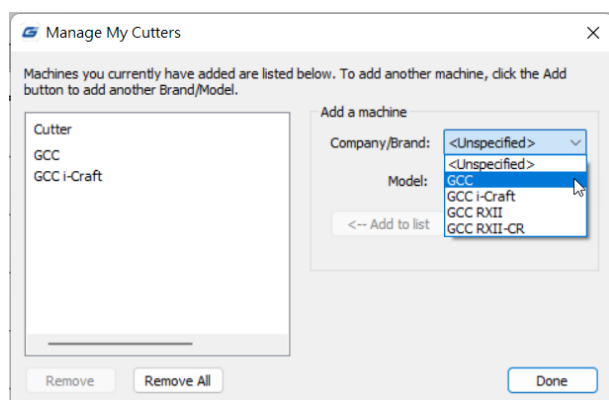 Manage My Cutters
Machines you currently have added are listed below. To add another machine, click the Add
button to add another Brand/Model.
Cutter
GCC
GCC i-Craft
Add a machine
Company/Brand: <Unspecified>
<Unspecified>
GCC
GCC i-Craft
GCC RXII
GCC RXII-CR
Model:
<-- Add to list
Remove
Remove All
Done